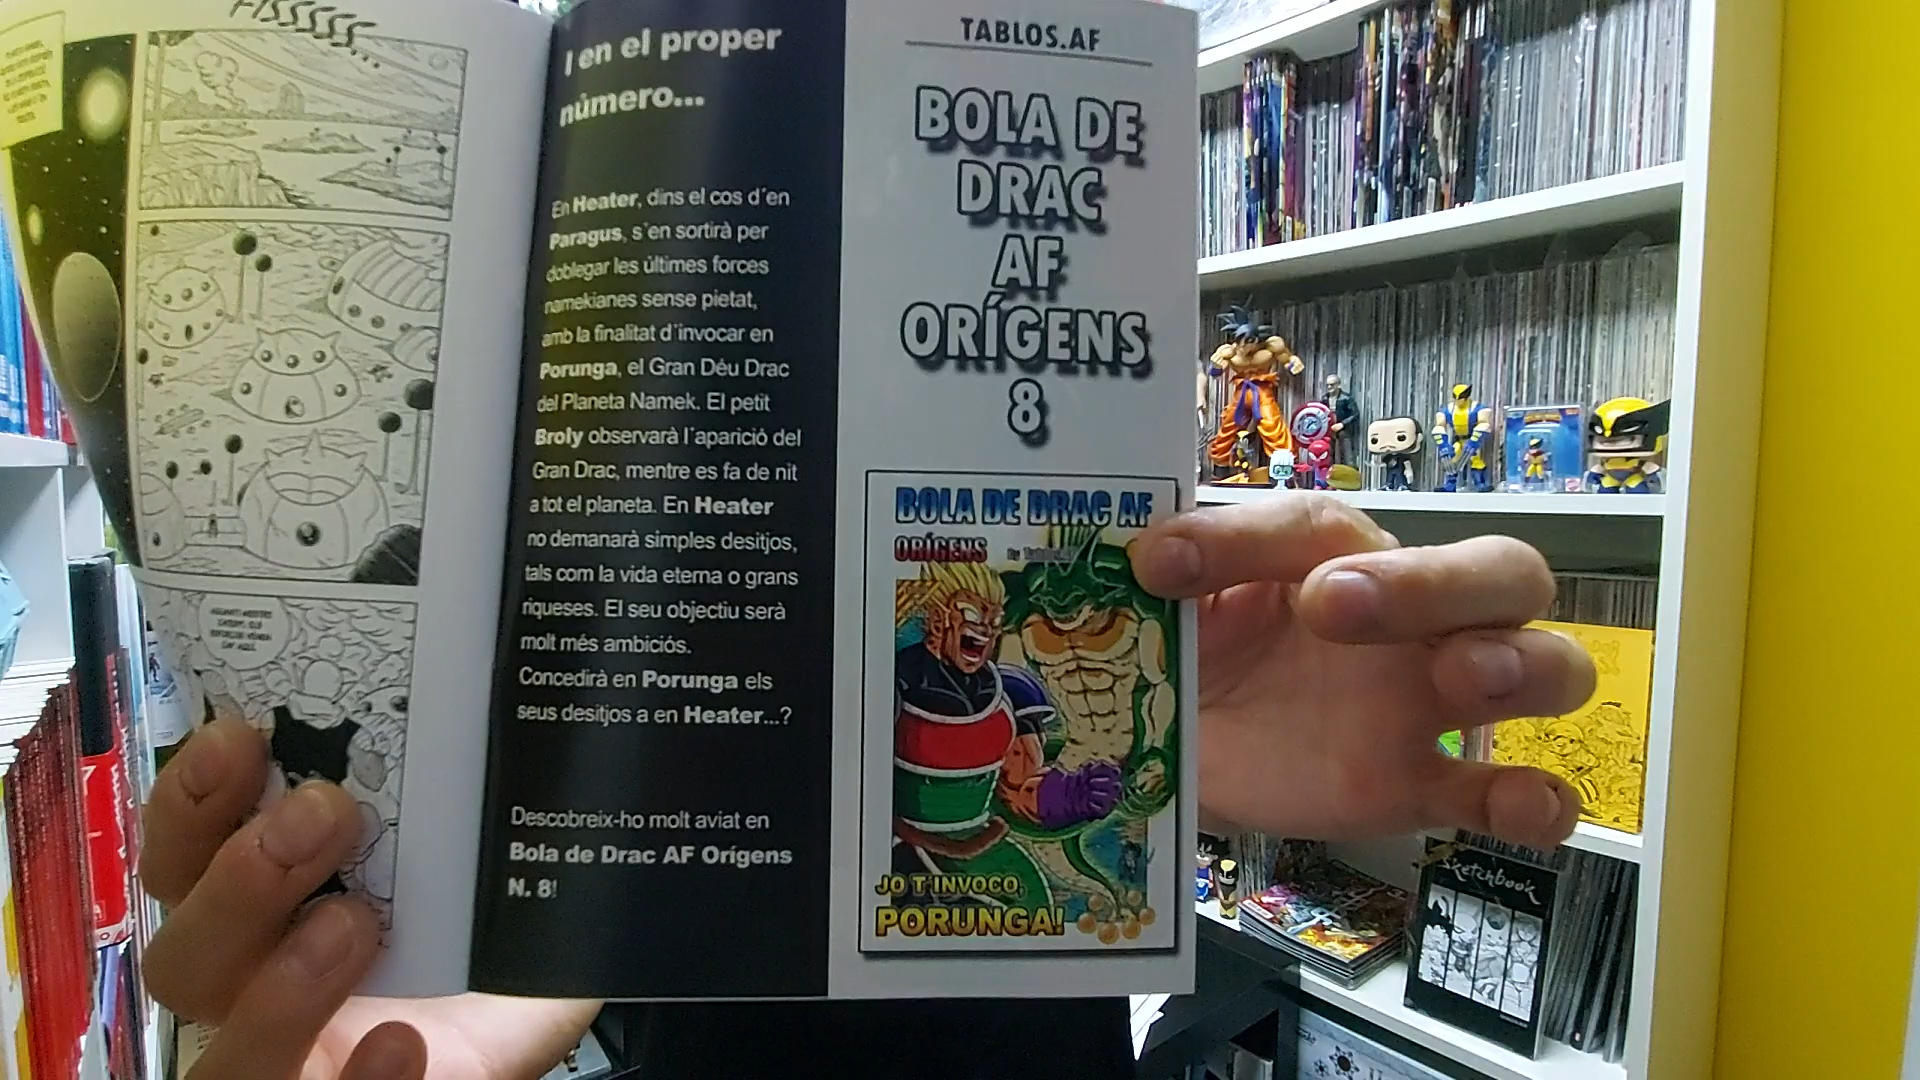 FISSSSS...
I en el proper
número...
En Heater, dins el cos d'en
Paragus, s'en sortirà per
doblegar les últimes forces
namekianes sense pietat,
amb la finalitat d'invocar en
Porunga, el Gran Déu Drac
del Planeta Namek. El petit
Broly observarà l'aparició del
Gran Drac, mentre es fa de nit
a tot el planeta. En Heater
no demanarà simples desitjos,
tals com la vida eterna o grans
riqueses. El seu objectiu serà
molt més ambiciós.
Concedirà en Porunga els
seus desitjos a en Heater...?
Descobreix-ho molt aviat en
Bola de Drac AF Orígens
N. 8!
TABLOS.AF
BOLA DE
DRAC
AF
ORÍGENS
8
BOLA DE DRAC AF
ORÍGENS
By
JO T'INVOCO,
PORUNGA!
Sketchbook